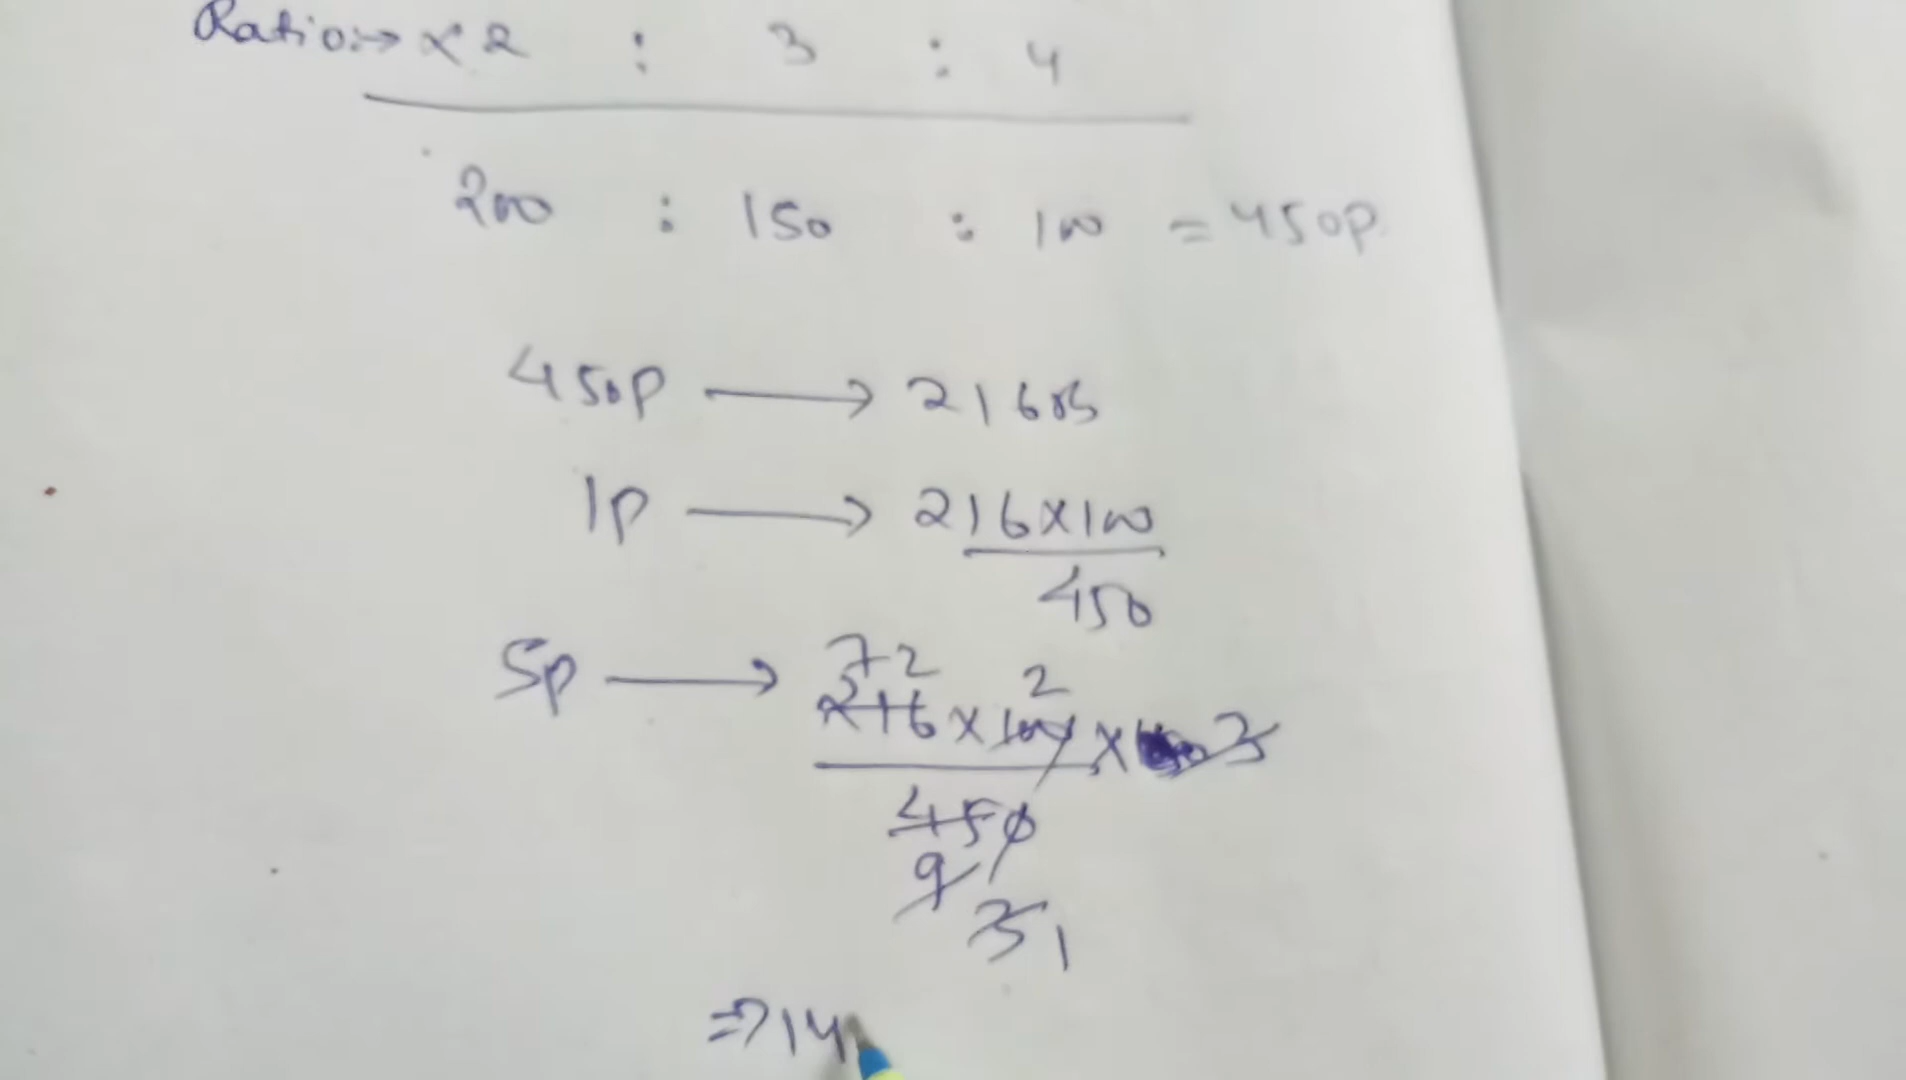 Ratio:→ × 2 : 3 : 4
200 : 150 : 100 = 450P
450P → 216rs
1P → 216×100
450
5P → 216×100×3
72 2
450
9
3 1
⇒ 14